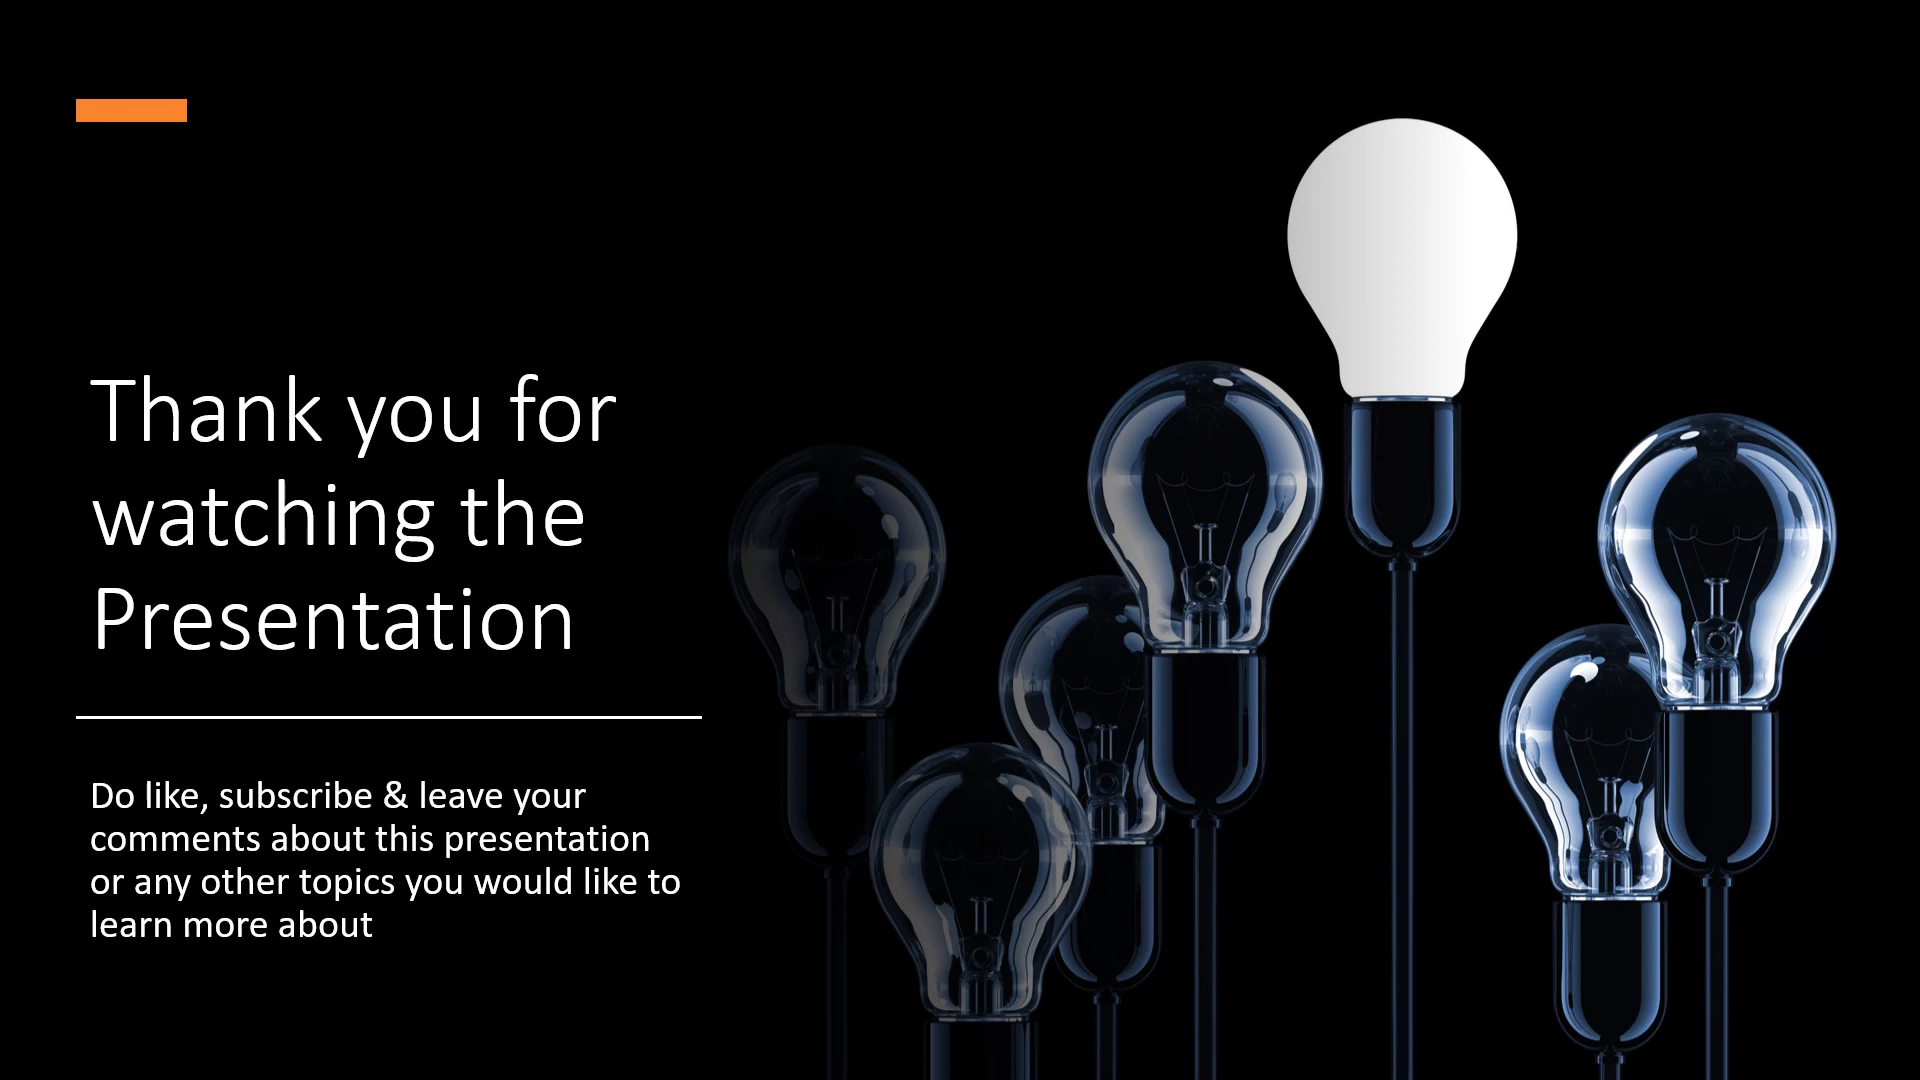 Thank you for
watching the
Presentation
Do like, subscribe & leave your
comments about this presentation
or any other topics you would like to
learn more about